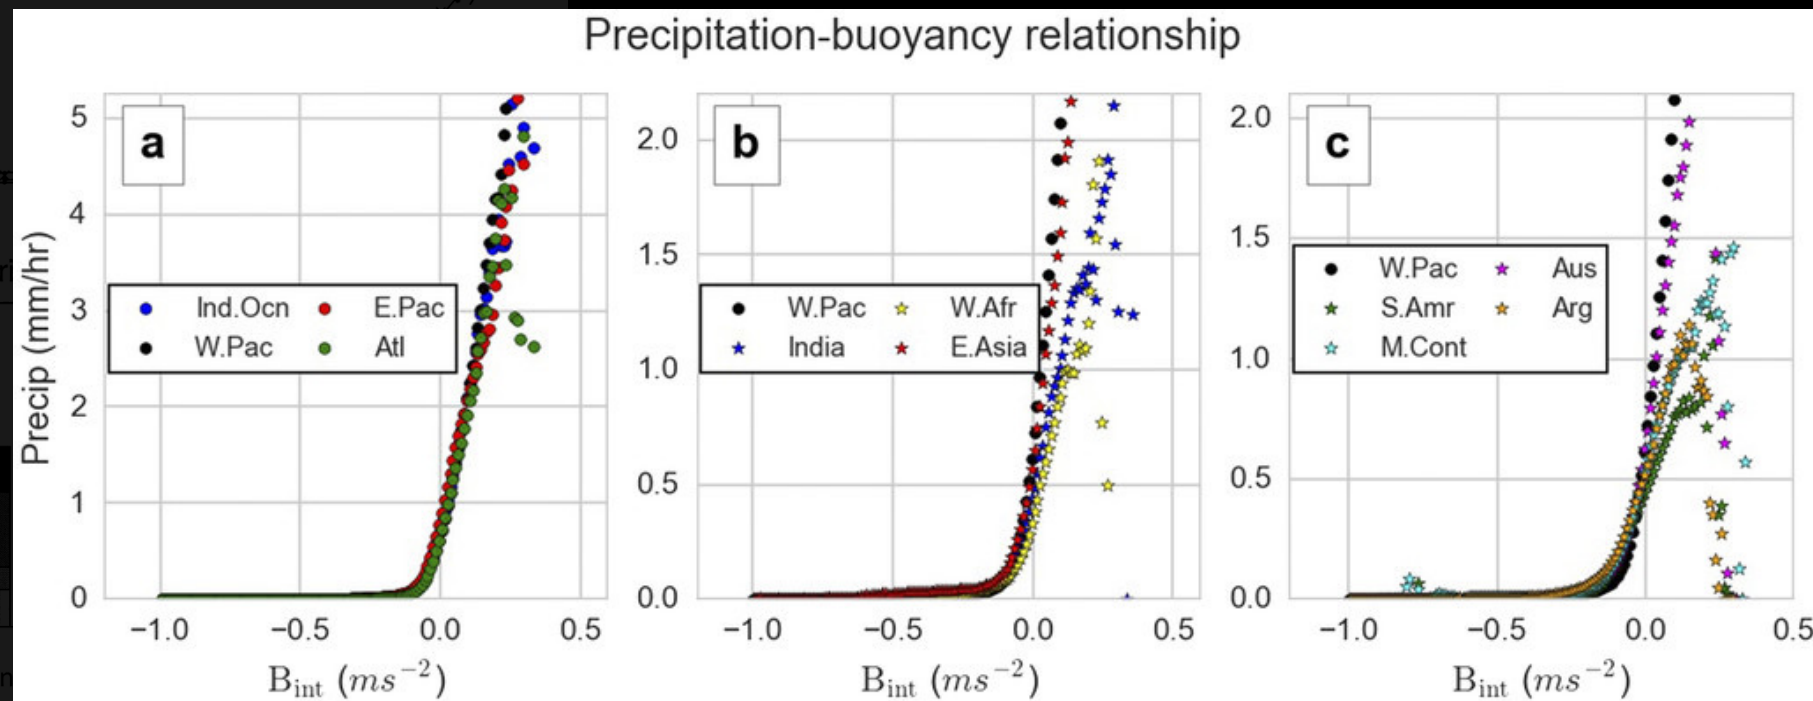 Precipitation-buoyancy relationship
a
5
4
3
2
1
0
Precip (mm/hr)
Ind.Ocn E.Pac
W.Pac Atl
−1.0 −0.5 0.0 0.5
B_int (ms⁻²)
b
2.0
1.5
1.0
0.5
0.0
W.Pac W.Afr
India E.Asia
−1.0 −0.5 0.0 0.5
B_int (ms⁻²)
c
2.0
1.5
1.0
0.5
0.0
W.Pac Aus
S.Amr Arg
M.Cont
−1.0 −0.5 0.0 0.5
B_int (ms⁻²)